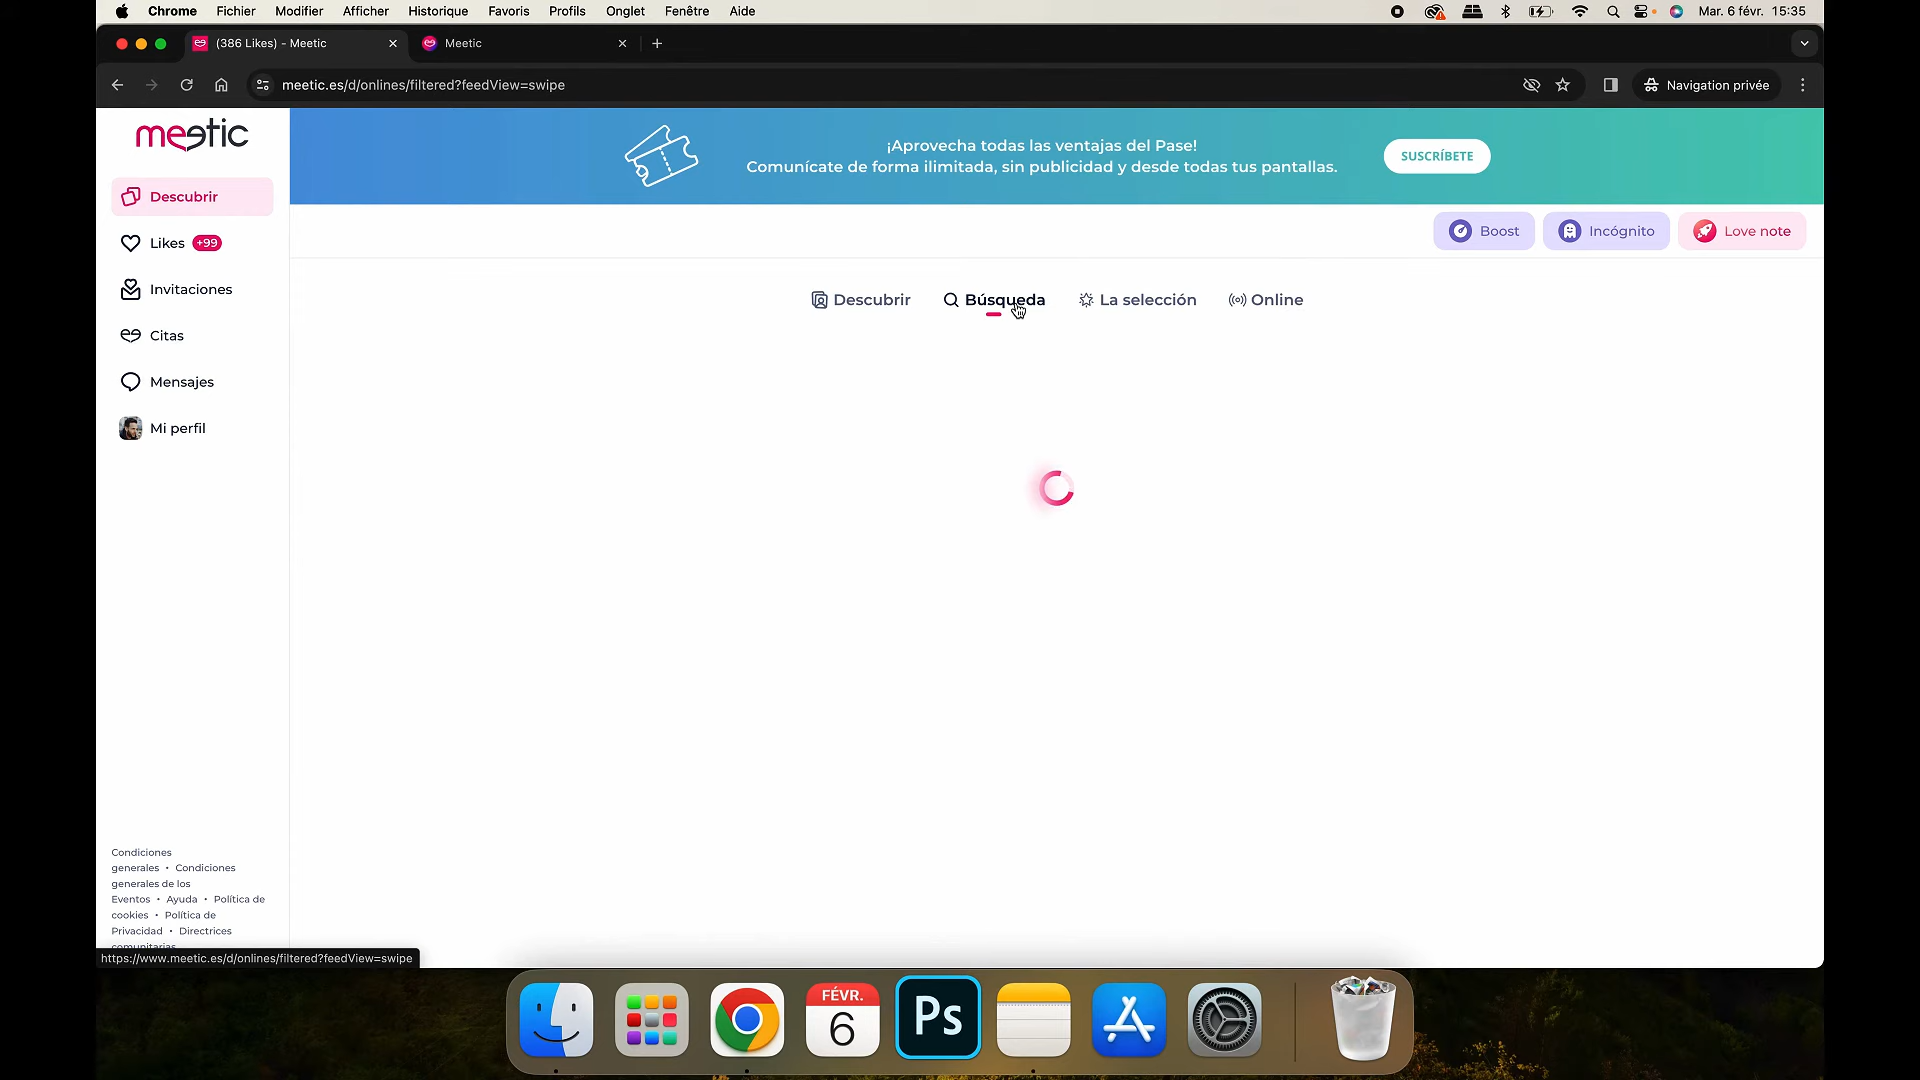 Chrome Fichier Modifier Afficher Historique Favoris Profils Onglet Fenêtre Aide Mar. 6 févr. 15:35
(386 Likes) - Meetic Meetic
meetic.es/d/onlines/filtered?feedView=swipe Navigation privée
meetic
¡Aprovecha todas las ventajas del Pase!
Comunícate de forma ilimitada, sin publicidad y desde todas tus pantallas.
SUSCRÍBETE
Descubrir
Likes +99
Invitaciones
Citas
Mensajes
Mi perfil
Boost Incógnito Love note
Descubrir Búsqueda La selección Online
Condiciones
generales • Condiciones
generales de los
Eventos • Ayuda • Política de
cookies • Política de
Privacidad • Directrices
comunitarias
https://www.meetic.es/d/onlines/filtered?feedView=swipe
FÉVR.
6
Ps